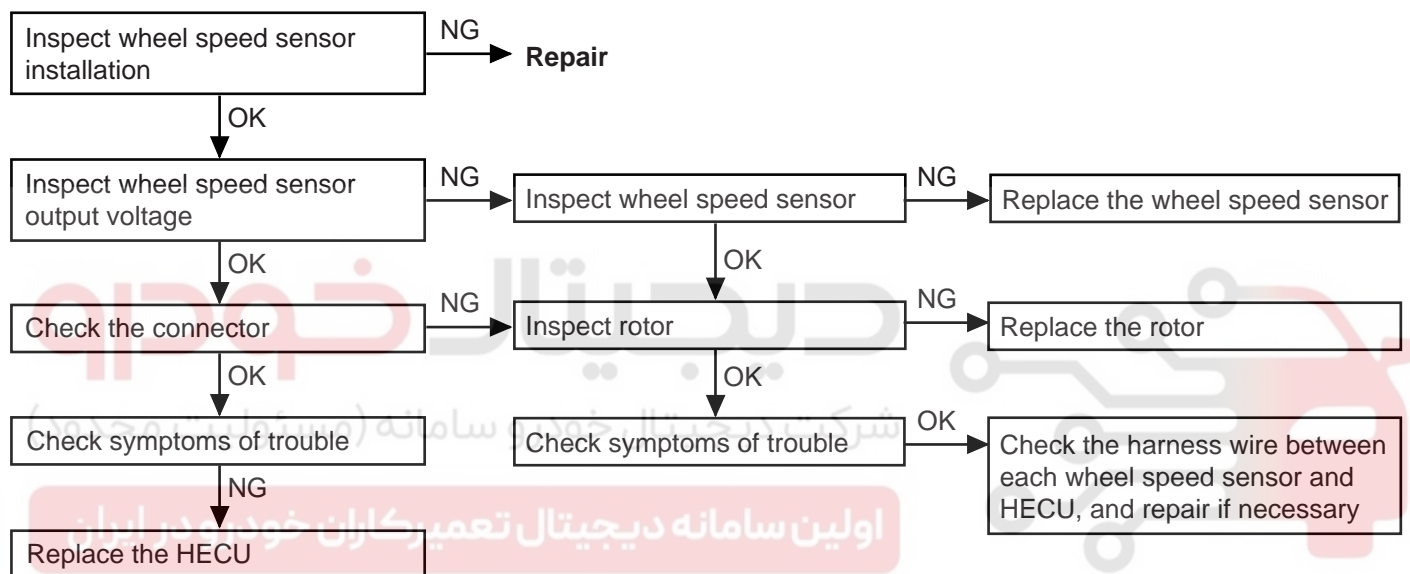 Inspect wheel speed sensor
installation
NG
Repair
OK
Inspect wheel speed sensor
output voltage
NG
Inspect wheel speed sensor
NG
Replace the wheel speed sensor
OK
OK
دیجیتال خودرو
Check the connector
NG
Inspect rotor
NG
Replace the rotor
OK
OK
شرکت دیجیتال خودرو سامانه (مسئولیت محدود)
Check symptoms of trouble
Check symptoms of trouble
OK
Check the harness wire between
each wheel speed sensor and
HECU, and repair if necessary
NG
اولین سامانه دیجیتال تعمیرکاران خودرو در ایران
Replace the HECU